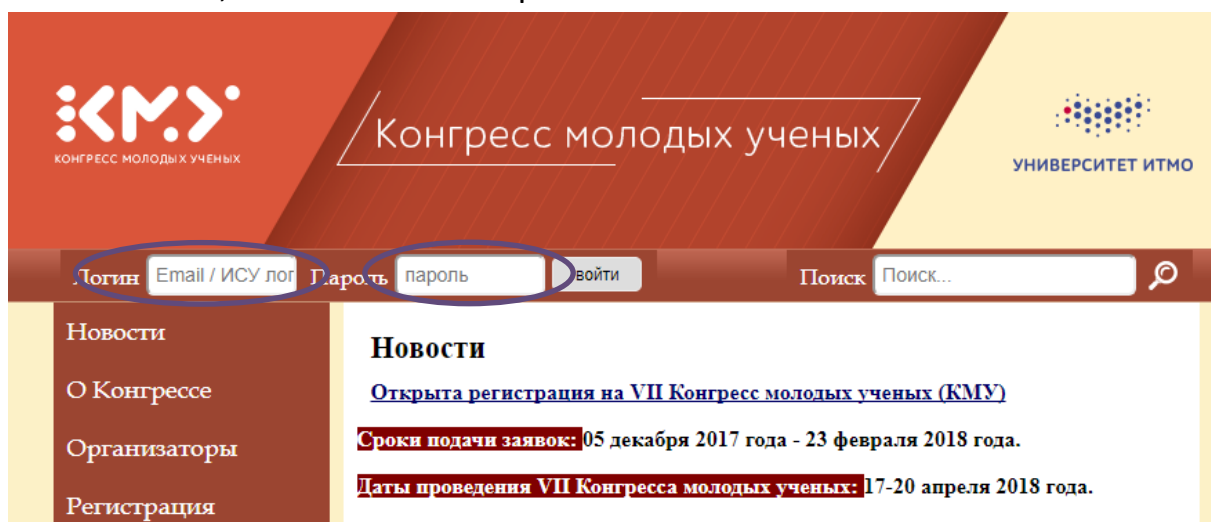 КМУ
КОНГРЕСС МОЛОДЫХ УЧЕНЫХ
Конгресс молодых ученых
УНИВЕРСИТЕТ ИТМО
Логин Email / ИСУ лог Пароль пароль войти Поиск Поиск...
Новости
О Конгрессе
Организаторы
Регистрация
Новости
Открыта регистрация на VII Конгресс молодых ученых (КМУ)
Сроки подачи заявок: 05 декабря 2017 года - 23 февраля 2018 года.
Даты проведения VII Конгресса молодых ученых: 17-20 апреля 2018 года.